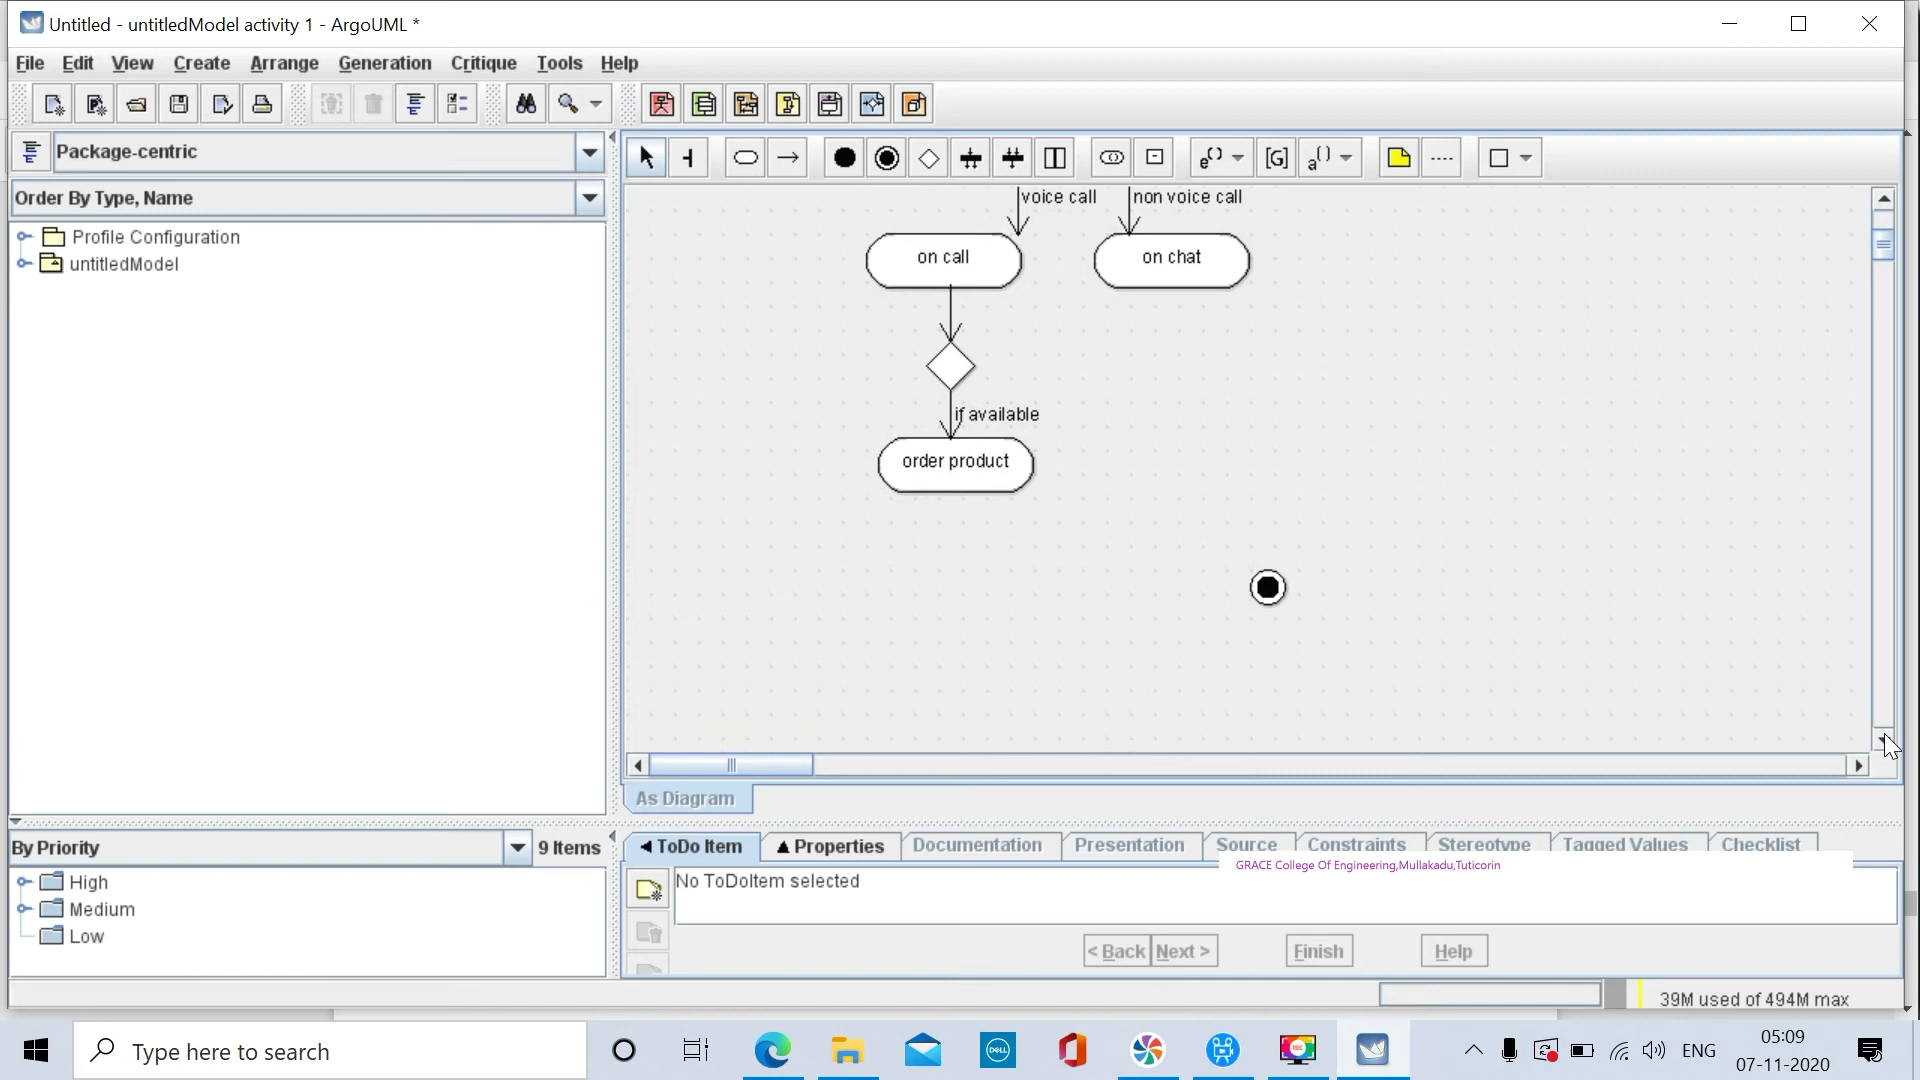 Untitled - untitledModel activity 1 - ArgoUML *
File Edit View Create Arrange Generation Critique Tools Help
Package-centric
Order By Type, Name
Profile Configuration
untitledModel
voice call
non voice call
on call
on chat
if available
order product
As Diagram
By Priority
9 Items
High
Medium
Low
ToDo Item
Properties
Documentation
Presentation
Source
Constraints
Stereotype
Tagged Values
Checklist
GRACE College Of Engineering,Mullakadu,Tuticorin
No ToDoItem selected
< Back
Next >
Finish
Help
39M used of 494M max
Type here to search
DELL
REC
ENG
05:09
07-11-2020